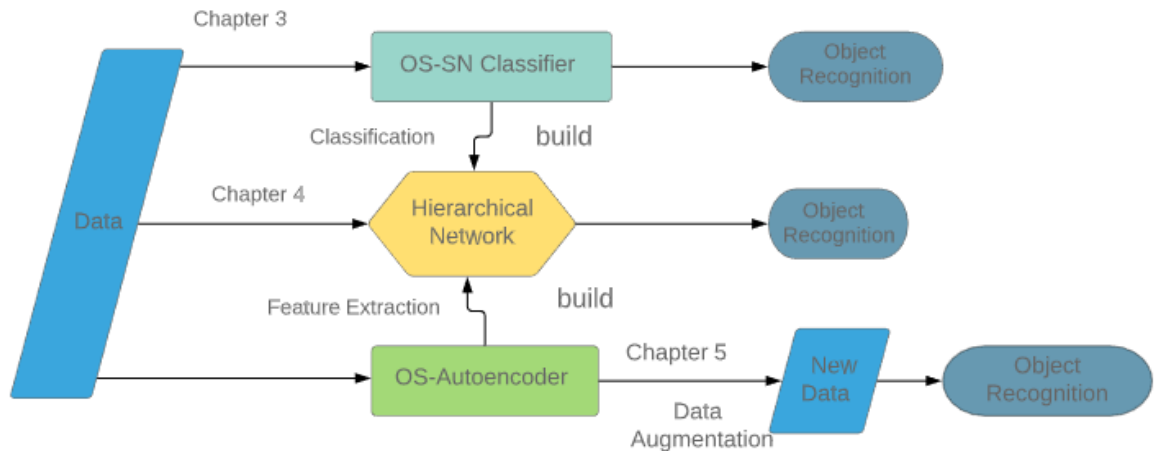 Chapter 3
OS-SN Classifier
Object
Recognition
Classification
build
Data
Chapter 4
Hierarchical
Network
Object
Recognition
Feature Extraction
build
OS-Autoencoder
Chapter 5
Data
Augmentation
New
Data
Object
Recognition